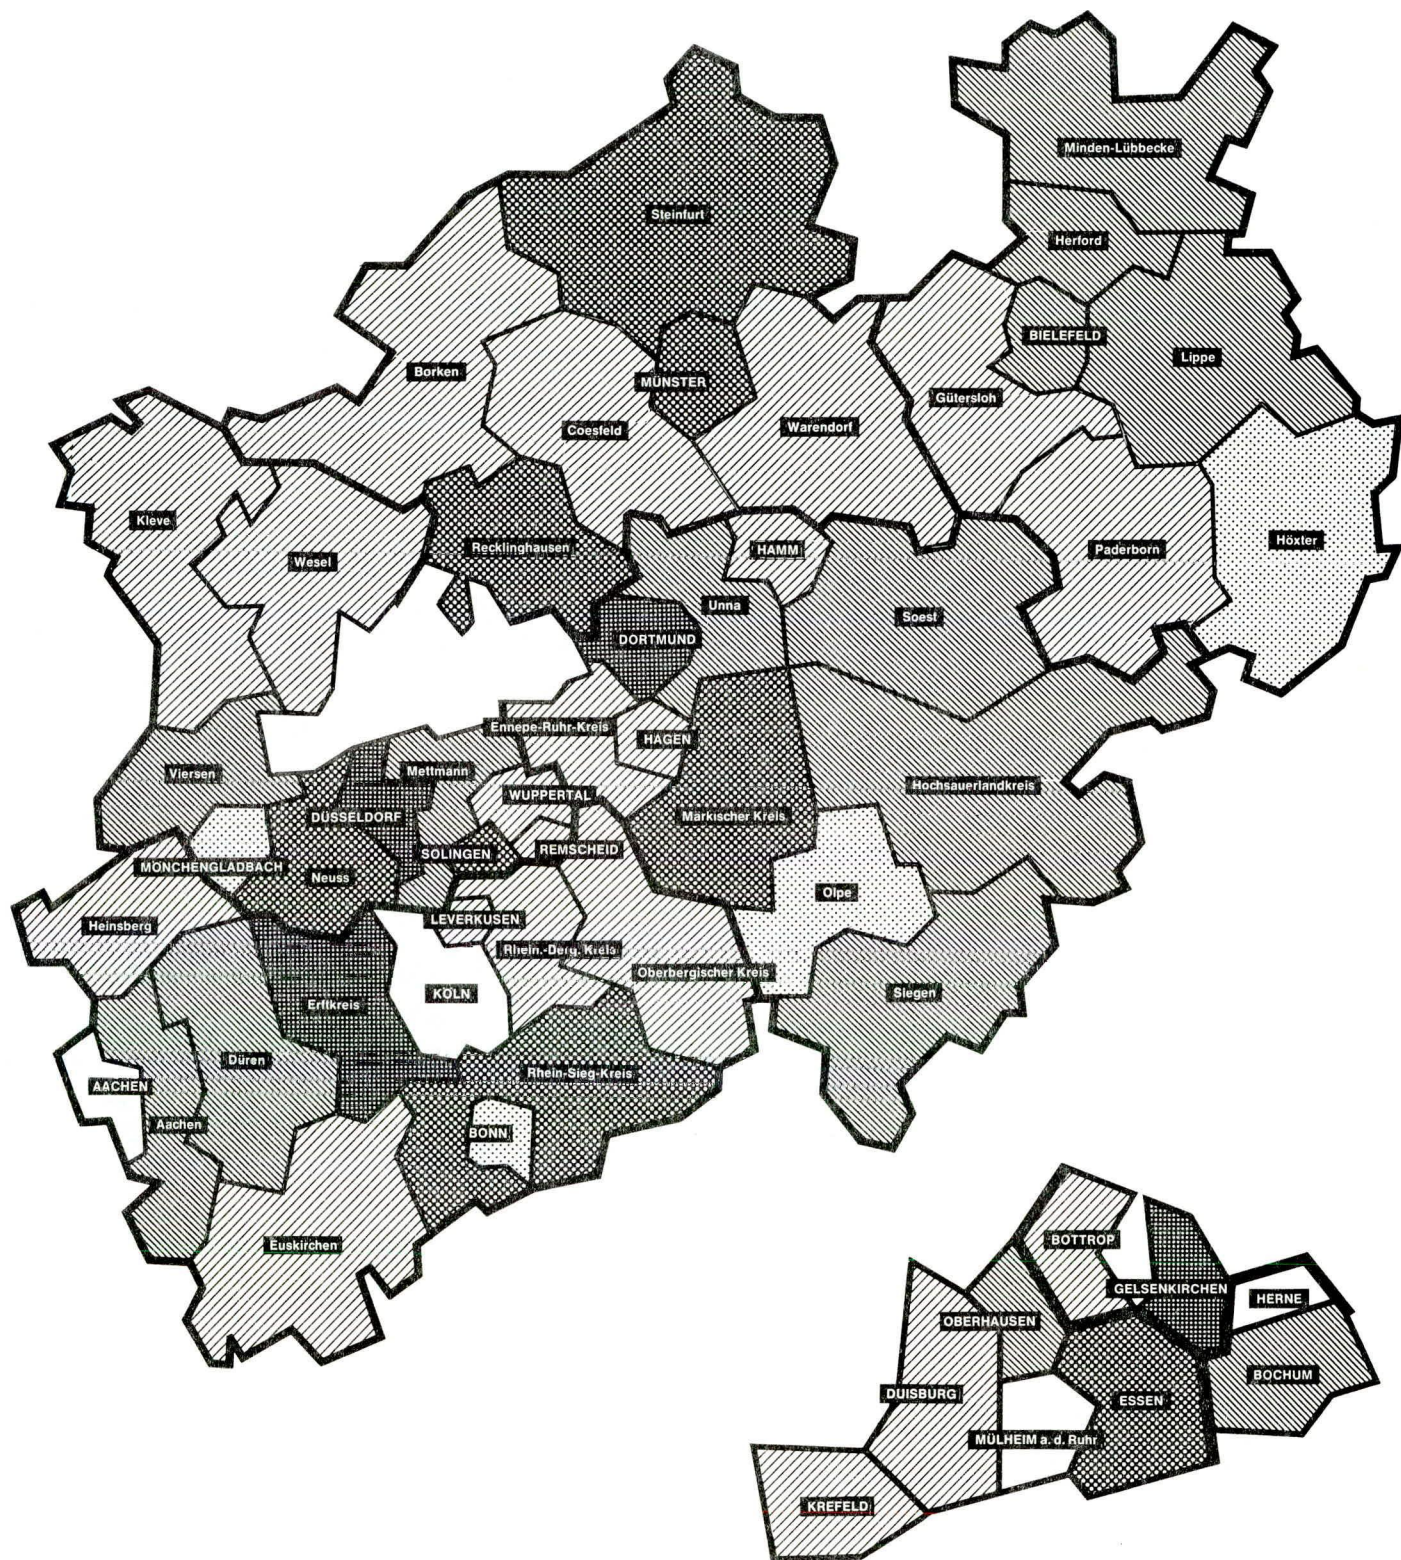 Minden-Lübbecke
Steinfurt
Herford
BIELEFELD
Lippe
Borken
MÜNSTER
Gütersloh
Coesfeld
Warendorf
Kleve
Wesel
Recklinghausen
HAMM
Paderborn
Höxter
Unna
Soest
DORTMUND
Ennepe-Ruhr-Kreis
HAGEN
Viersen
Mettmann
Hochsauerlandkreis
WUPPERTAL
DÜSSELDORF
Märkischer Kreis
SOLINGEN
REMSCHEID
MÖNCHENGLADBACH
Neuss
Olpe
Heinsberg
LEVERKUSEN
Rhein.-Berg. Kreis
Oberbergischer Kreis
KÖLN
Erftkreis
Siegen
Düren
Rhein-Sieg-Kreis
AACHEN
Aachen
BONN
Euskirchen
BOTTROP
GELSENKIRCHEN
HERNE
OBERHAUSEN
BOCHUM
DUISBURG
ESSEN
MÜLHEIM a. d. Ruhr
KREFELD